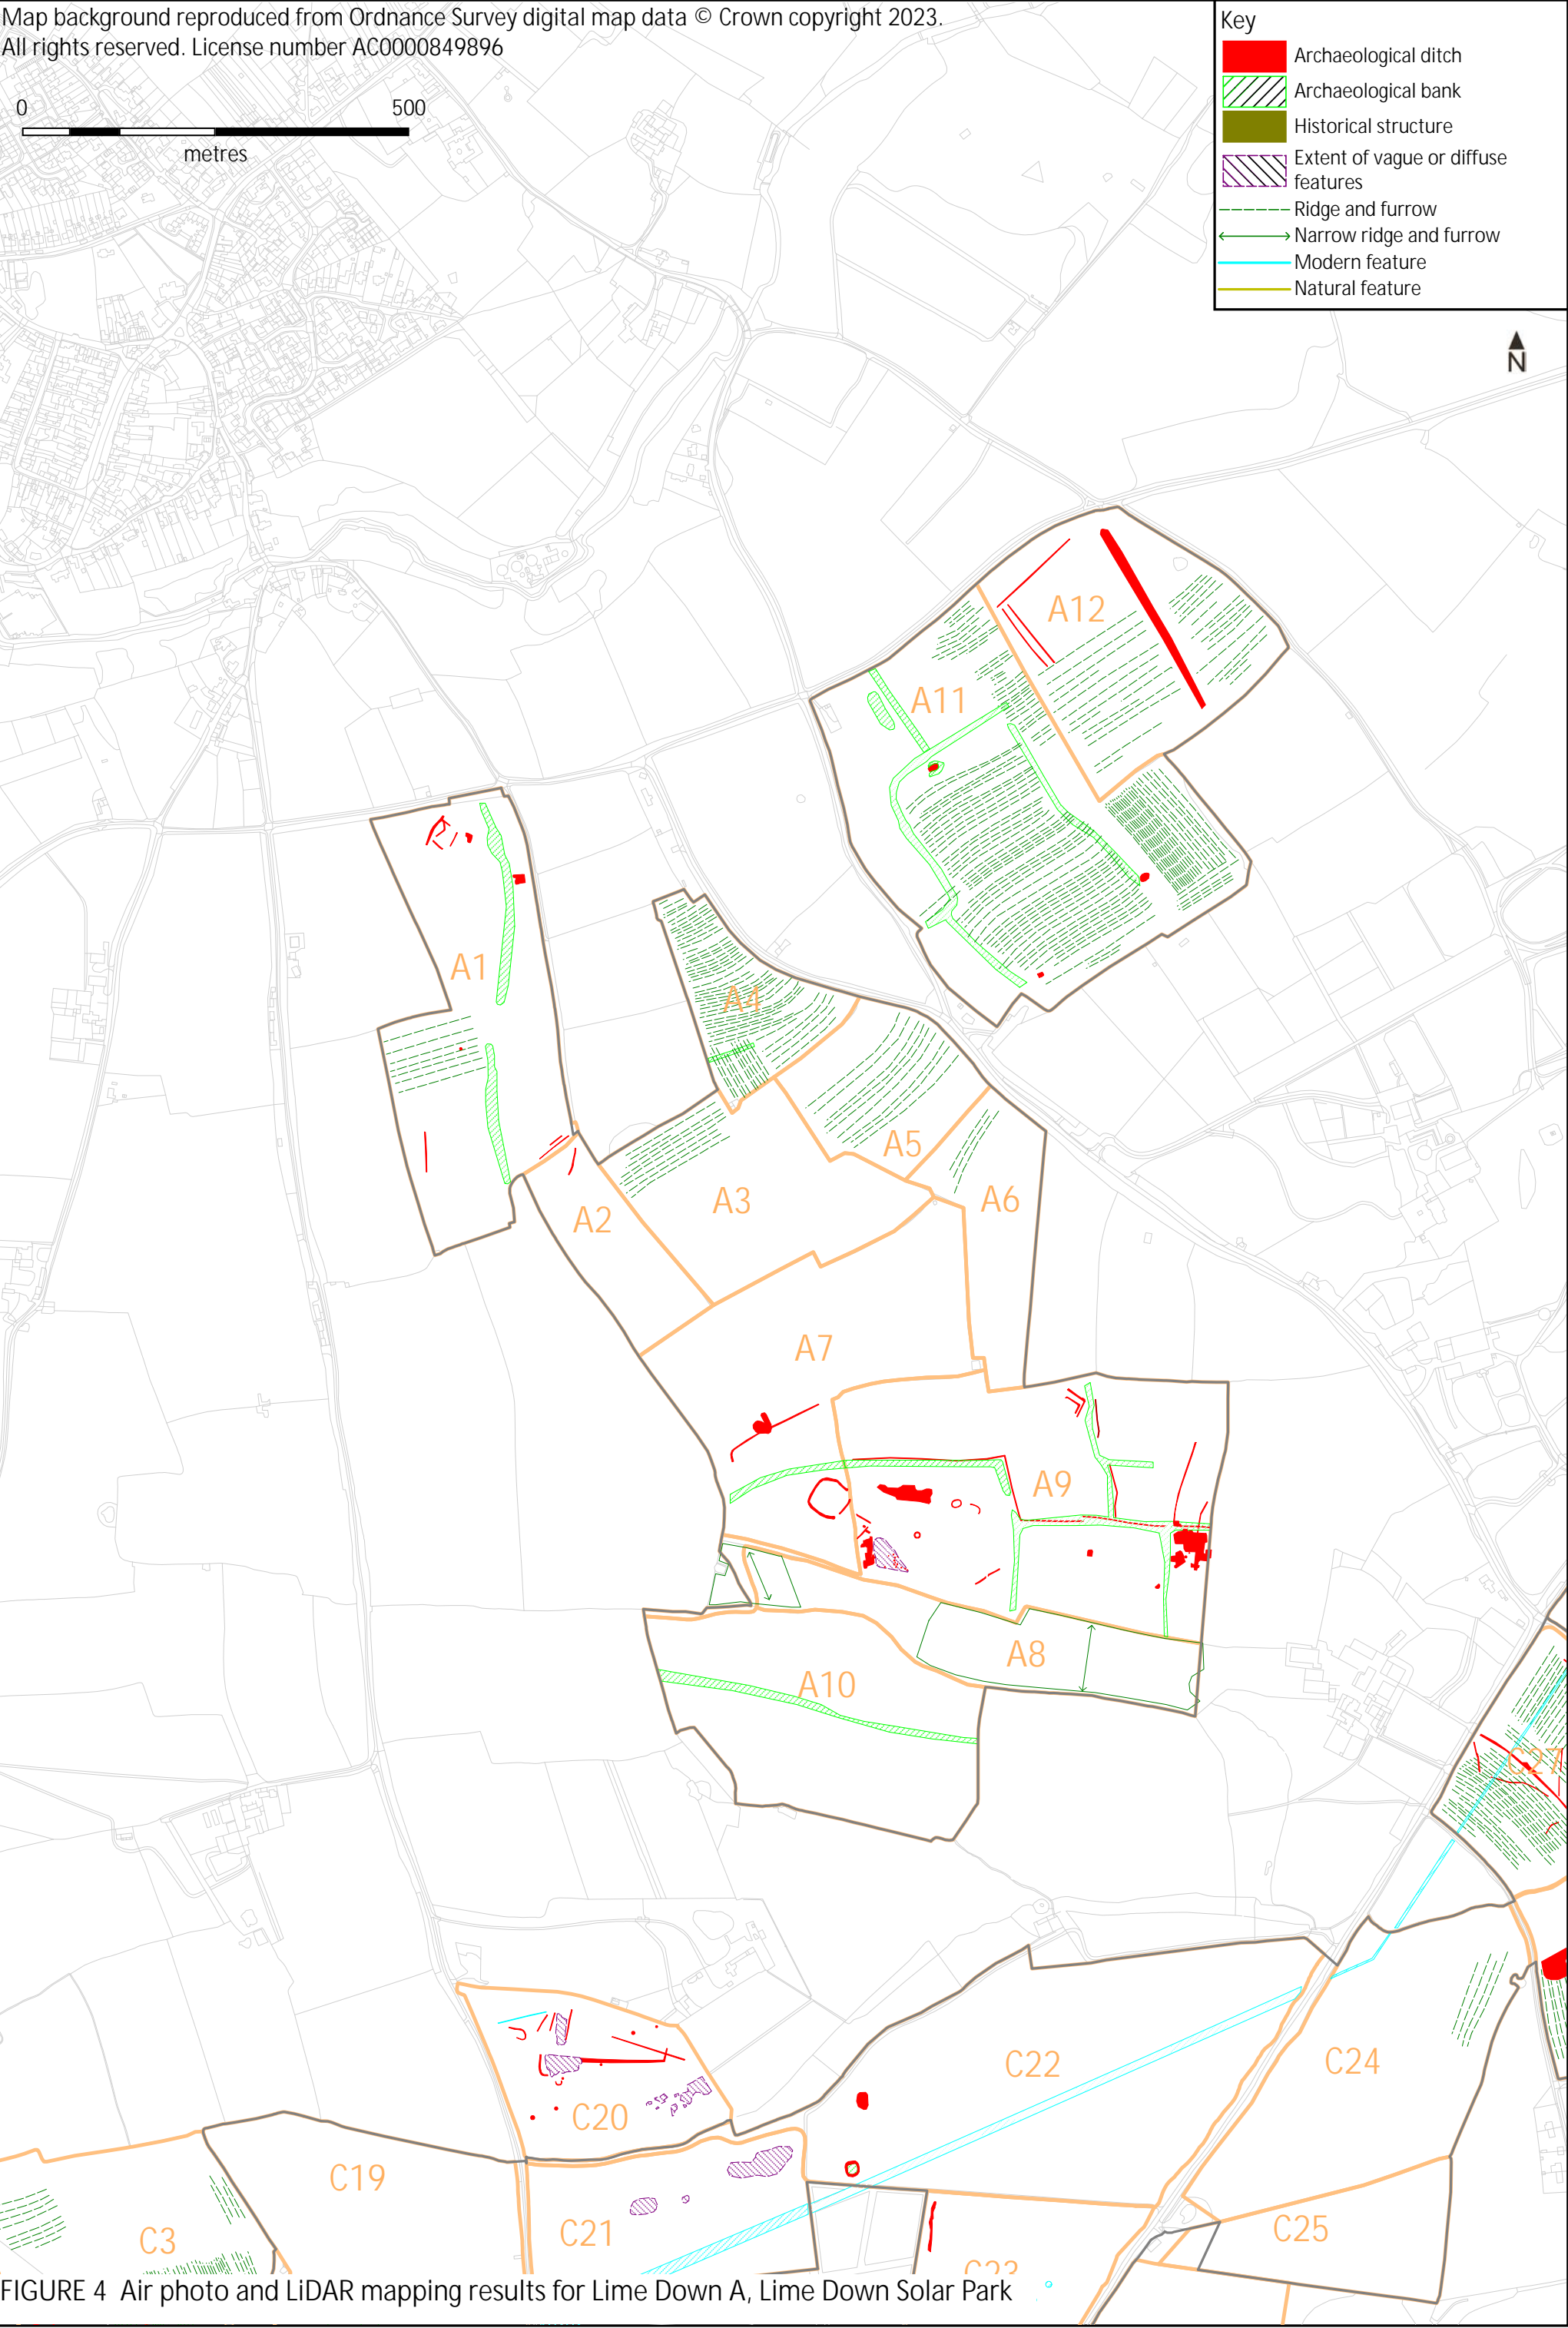 Map background reproduced from Ordnance Survey digital map data © Crown copyright 2023.
All rights reserved. License number AC0000849896
0 500
metres
Key
Archaeological ditch
Archaeological bank
Historical structure
Extent of vague or diffuse
features
Ridge and furrow
Narrow ridge and furrow
Modern feature
Natural feature
N
A12
A11
A1
A4
A5
A6
A3
A2
A7
A9
A8
A10
C27
C22
C24
C20
C19
C21
C25
C3
C23
FIGURE 4 Air photo and LiDAR mapping results for Lime Down A, Lime Down Solar Park